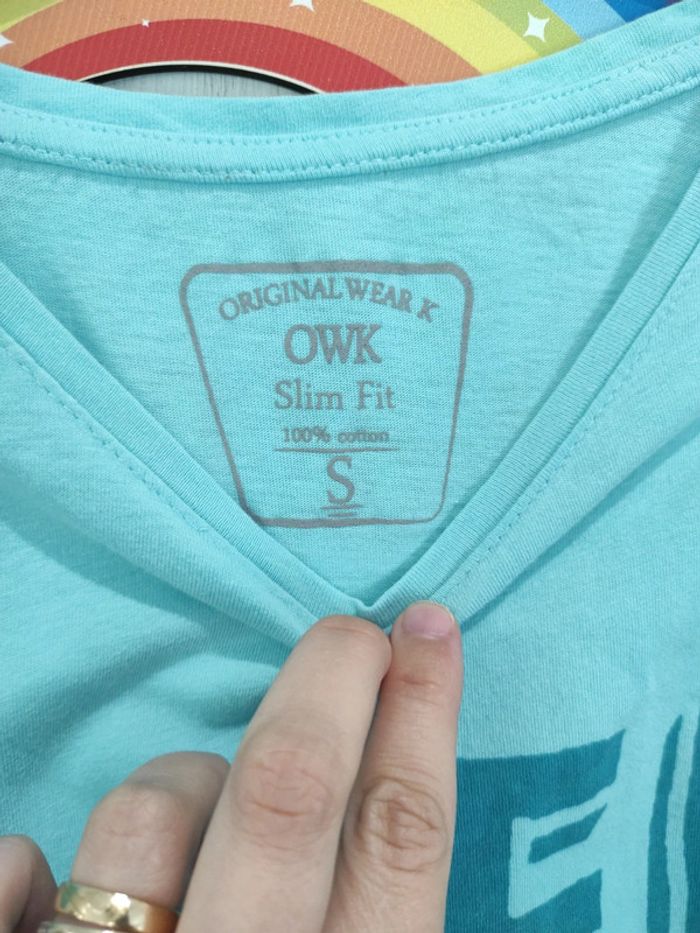 ORIGINAL WEAR K
OWK
Slim Fit
100% cotton
S